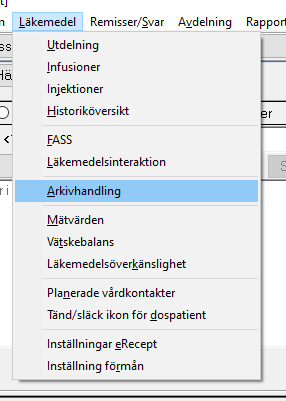 Läkemedel Remisser/Svar Avdelning Rapport
Utdelning
Infusioner
Injektioner
Historiköversikt
FASS
Läkemedelsinteraktion
Arkivhandling
Mätvärden
Vätskebalans
Läkemedelsöverkänslighet
Planerade vårdkontakter
Tänd/släck ikon för dospatient
Inställningar eRecept
Inställning förmån